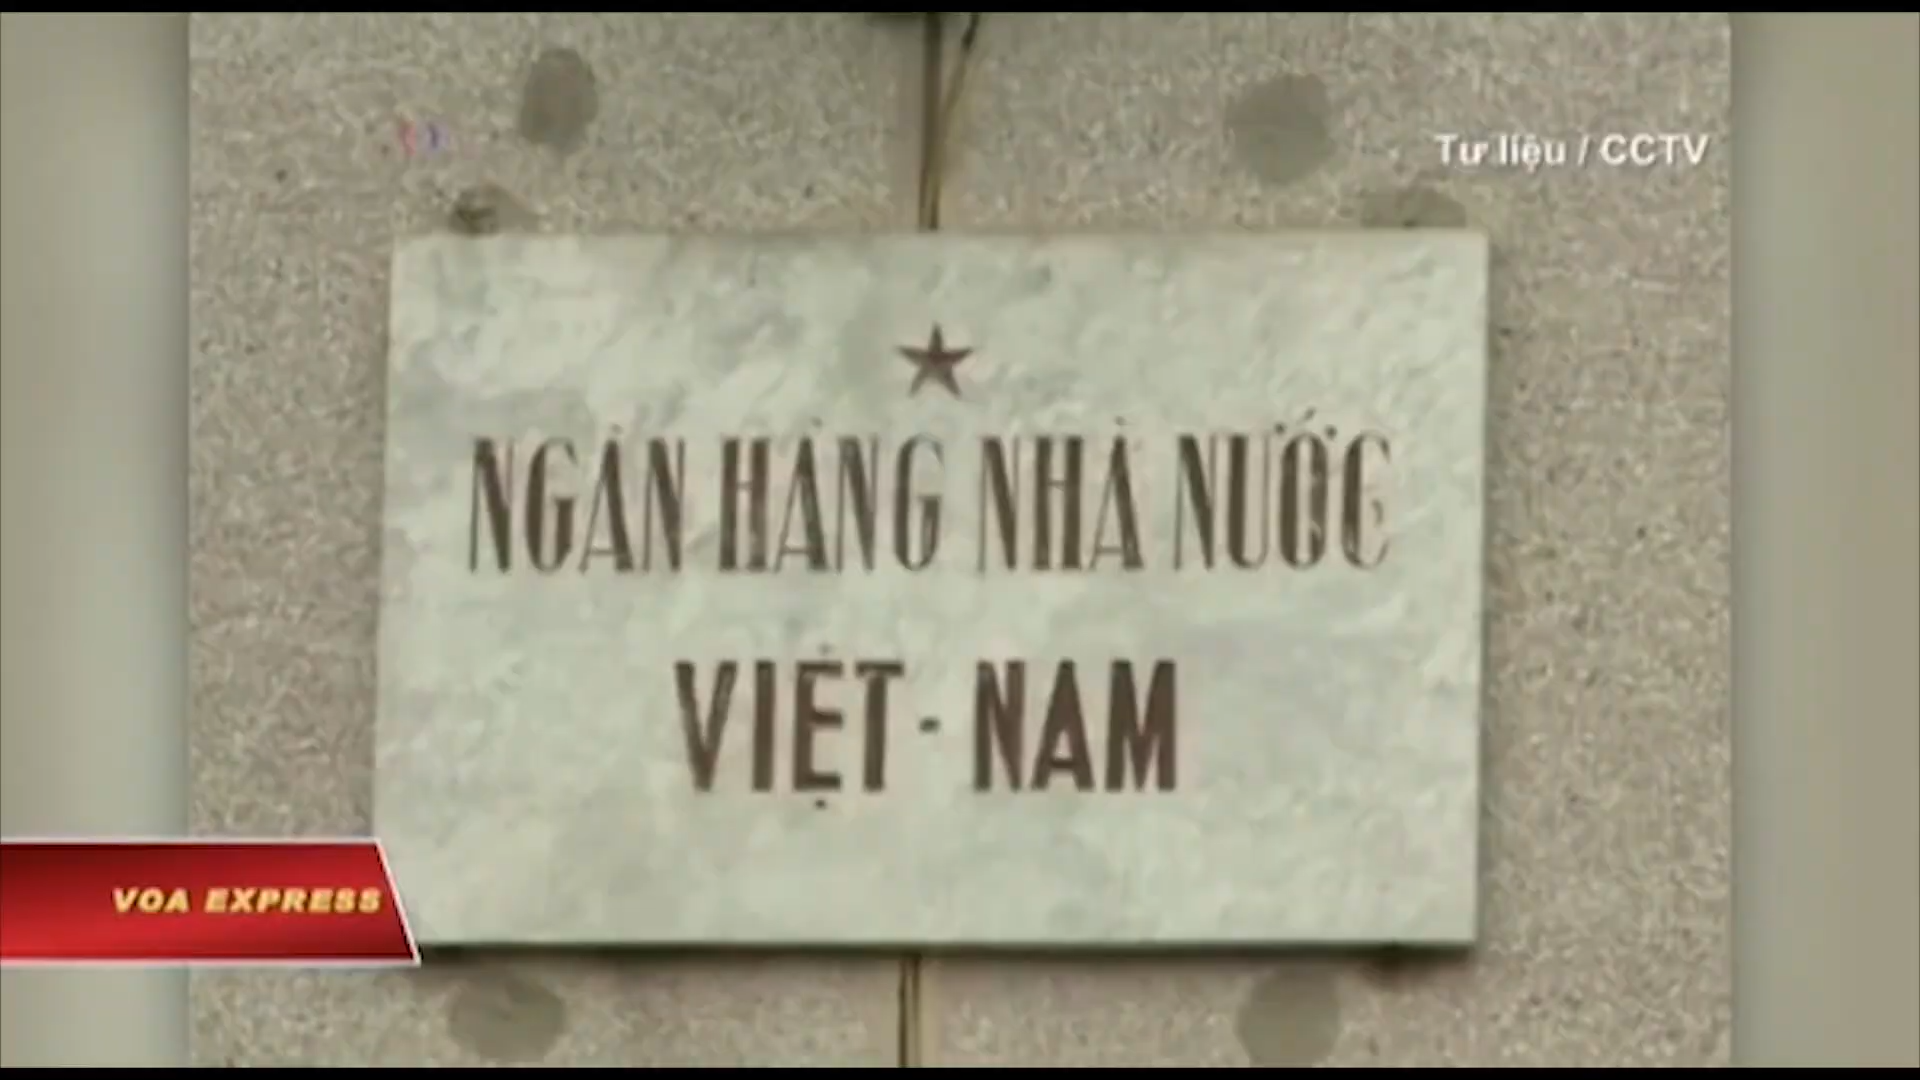 Tư liệu / CCTV
NGÂN HÀNG NHÀ NƯỚC
VIỆT - NAM
VOA EXPRESS